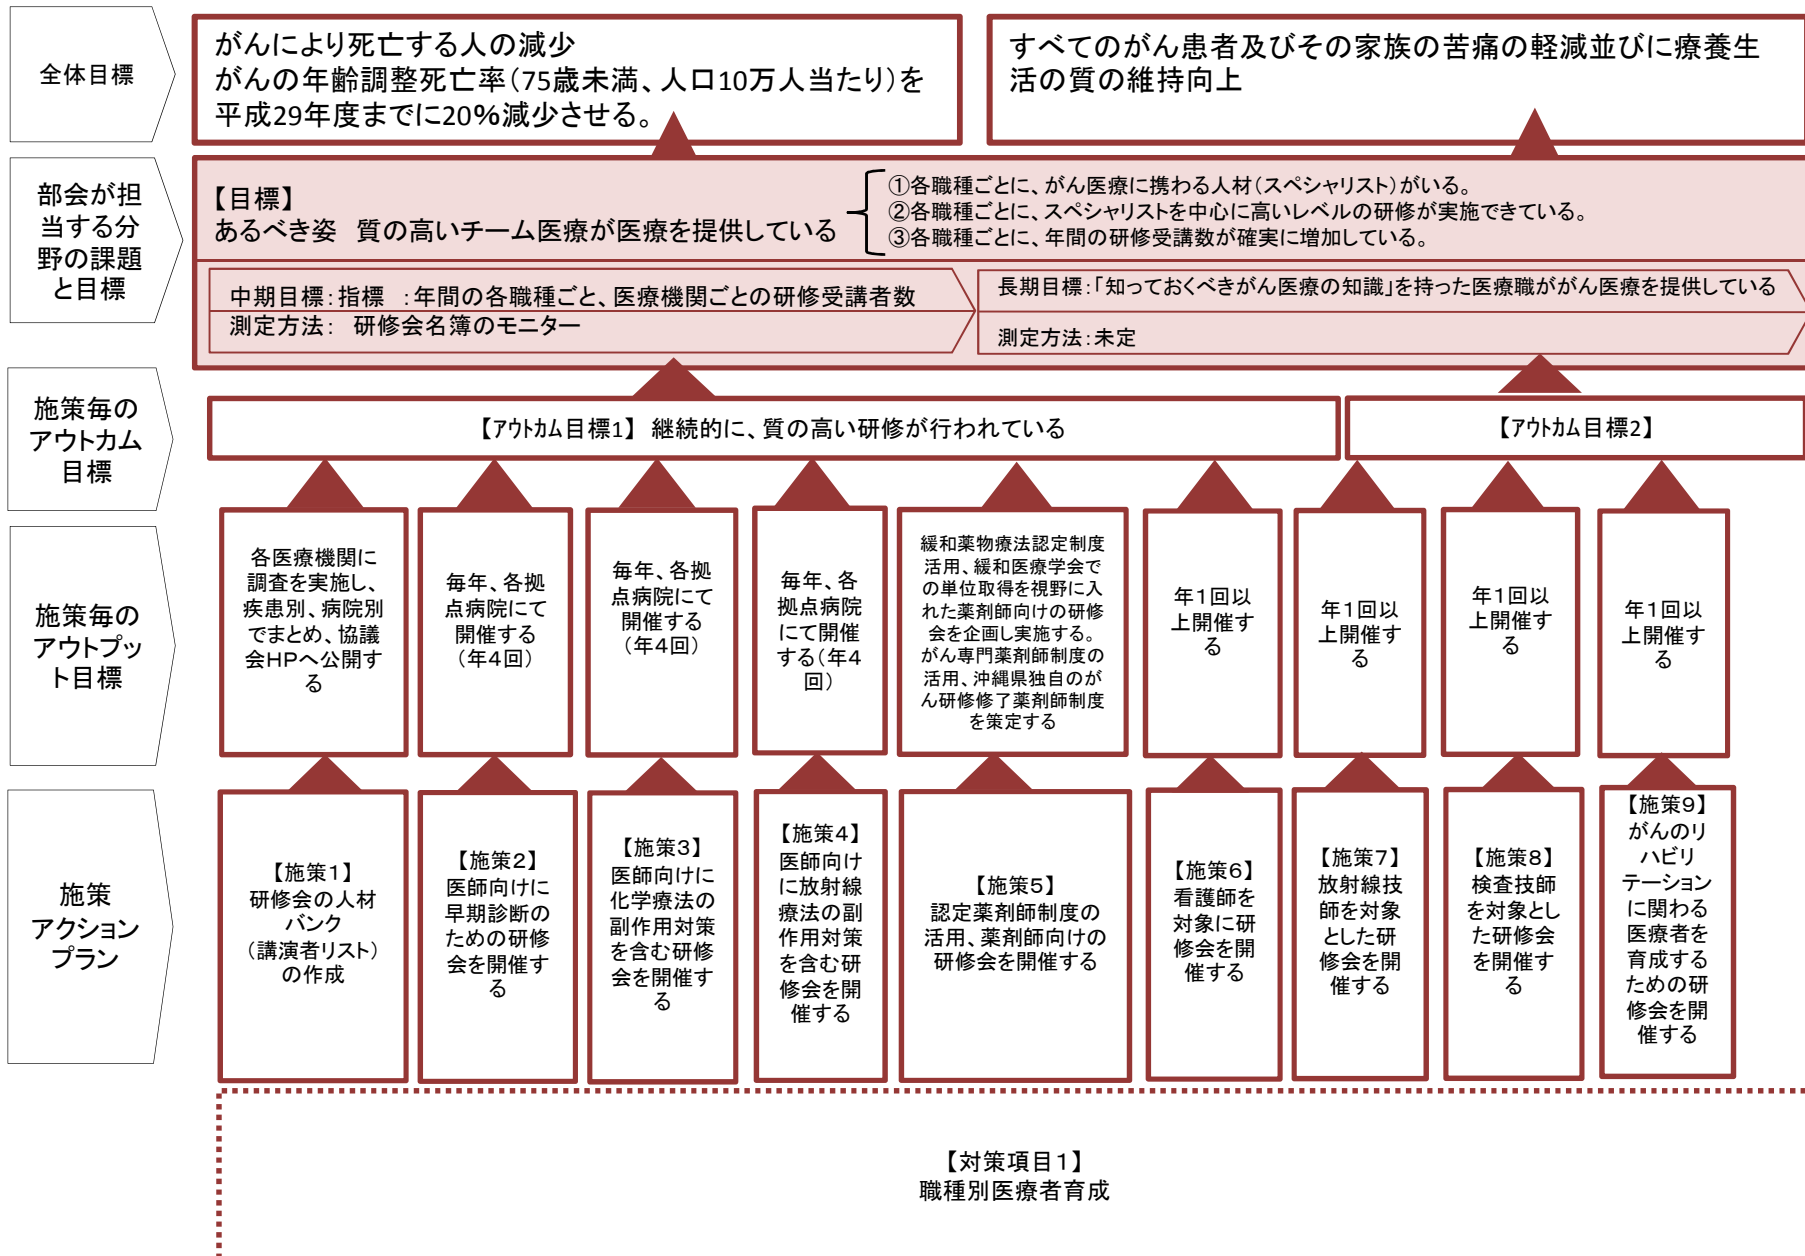 全体目標
がんにより死亡する人の減少
がんの年齢調整死亡率(75歳未満、人口10万人当たり)を
平成29年度までに20%減少させる。
すべてのがん患者及びその家族の苦痛の軽減並びに療養生
活の質の維持向上
部会が担
当する分
野の課題
と目標
【目標】
あるべき姿 質の高いチーム医療が医療を提供している
①各職種ごとに、がん医療に携わる人材(スペシャリスト)がいる。
②各職種ごとに、スペシャリストを中心に高いレベルの研修が実施できている。
③各職種ごとに、年間の研修受講数が確実に増加している。
中期目標:指標 :年間の各職種ごと、医療機関ごとの研修受講者数
測定方法: 研修会名簿のモニター
長期目標:「知っておくべきがん医療の知識」を持った医療職ががん医療を提供している
測定方法:未定
施策毎の
アウトカム
目標
【アウトカム目標1】 継続的に、質の高い研修が行われている
【アウトカム目標2】
施策毎の
アウトプッ
ト目標
各医療機関に
調査を実施し、
疾患別、病院別
でまとめ、協議
会HPへ公開す
る
毎年、各拠
点病院にて
開催する
(年4回)
毎年、各拠
点病院にて
開催する
(年4回)
毎年、各
拠点病院
にて開催
する(年4
回)
緩和薬物療法認定制度
活用、緩和医療学会で
の単位取得を視野に入
れた薬剤師向けの研修
会を企画し実施する。
がん専門薬剤師制度の
活用、沖縄県独自のが
ん研修修了薬剤師制度
を策定する
年1回以
上開催す
る
年1回以
上開催す
る
年1回以
上開催す
る
年1回以
上開催す
る
施策
アクション
プラン
【施策1】
研修会の人材
バンク
(講演者リスト)
の作成
【施策2】
医師向けに
早期診断の
ための研修
会を開催す
る
【施策3】
医師向けに
化学療法の
副作用対策
を含む研修
会を開催す
る
【施策4】
医師向け
に放射線
療法の副
作用対策
を含む研
修会を開
催する
【施策5】
認定薬剤師制度の
活用、薬剤師向けの
研修会を開催する
【施策6】
看護師を
対象に研
修会を開
催する
【施策7】
放射線技
師を対象
とした研
修会を開
催する
【施策8】
検査技師
を対象とし
た研修会
を開催す
る
【施策9】
がんのリ
ハビリ
テーション
に関わる
医療者を
育成する
ための研
修会を開
催する
【対策項目1】
職種別医療者育成